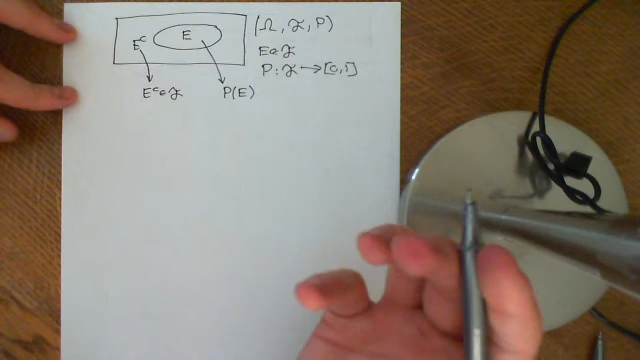 (Ω, ℱ, P)
E^c E
E∈ℱ
P: ℱ → [0,1]
E^c∈ℱ P(E)